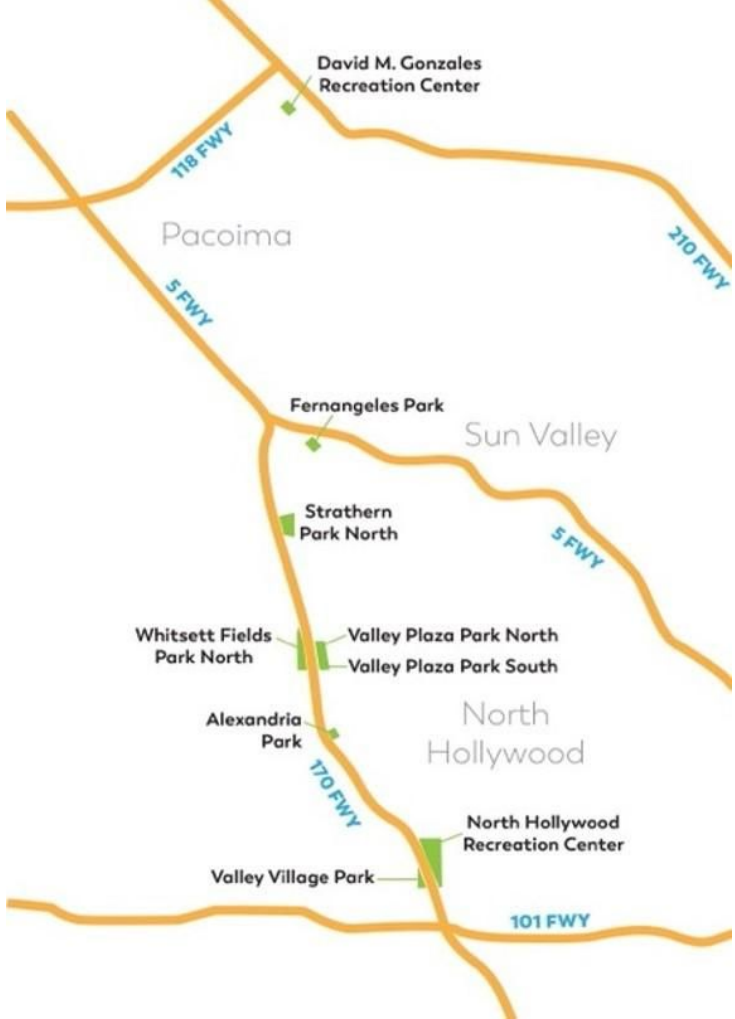 David M. Gonzales
Recreation Center
118 FWY
Pacoima
210 FWY
5 FWY
Fernangeles Park
Sun Valley
Strathern
Park North
5 FWY
Whitsett Fields
Park North
Valley Plaza Park North
Valley Plaza Park South
North
Hollywood
Alexandria
Park
170 FWY
North Hollywood
Recreation Center
Valley Village Park
101 FWY